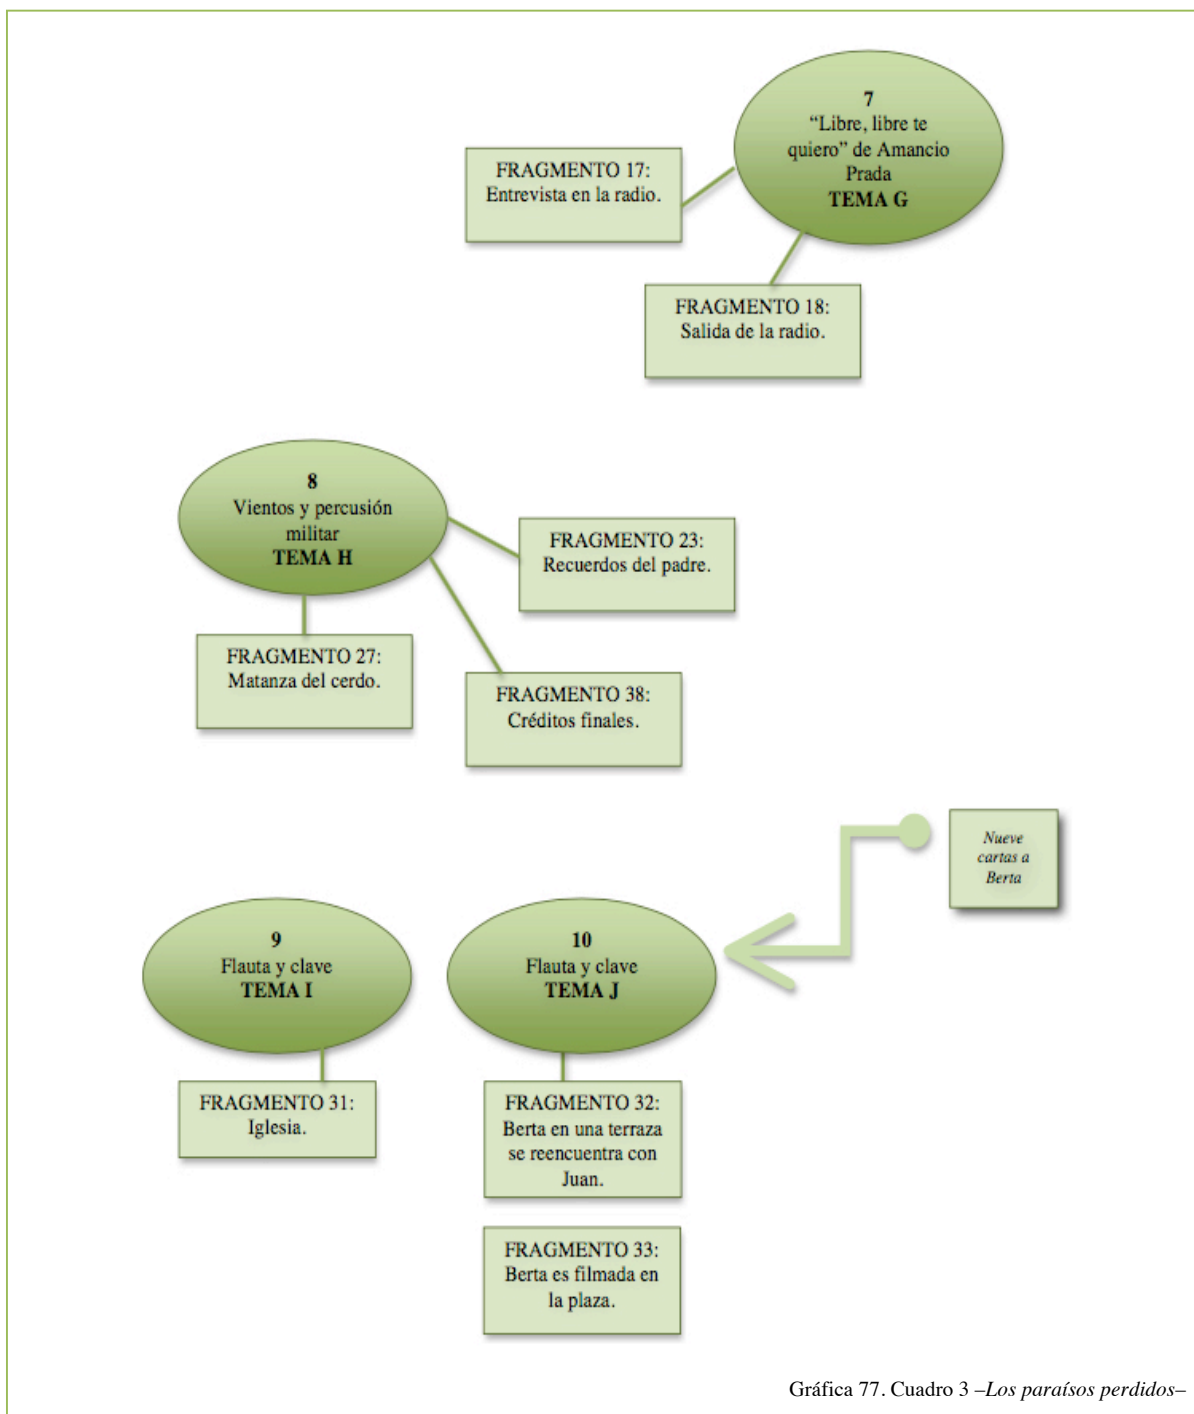 7
“Libre, libre te
quiero” de Amancio
Prada
TEMA G
FRAGMENTO 17:
Entrevista en la radio.
FRAGMENTO 18:
Salida de la radio.
8
Vientos y percusión
militar
TEMA H
FRAGMENTO 23:
Recuerdos del padre.
FRAGMENTO 27:
Matanza del cerdo.
FRAGMENTO 38:
Créditos finales.
Nueve
cartas a
Berta
9
Flauta y clave
TEMA I
10
Flauta y clave
TEMA J
FRAGMENTO 31:
Iglesia.
FRAGMENTO 32:
Berta en una terraza
se reencuentra con
Juan.
FRAGMENTO 33:
Berta es filmada en
la plaza.
Gráfica 77. Cuadro 3 –Los paraísos perdidos–